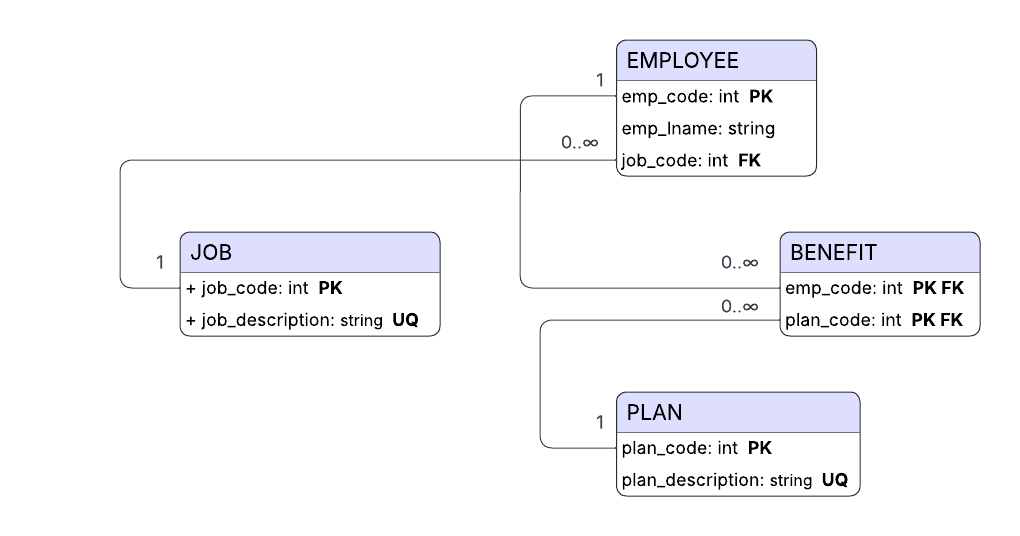 EMPLOYEE
1
emp_code: int PK
emp_lname: string
0..∞
job_code: int FK
JOB
1
+ job_code: int PK
+ job_description: string UQ
BENEFIT
0..∞
emp_code: int PK FK
0..∞
plan_code: int PK FK
PLAN
1
plan_code: int PK
plan_description: string UQ